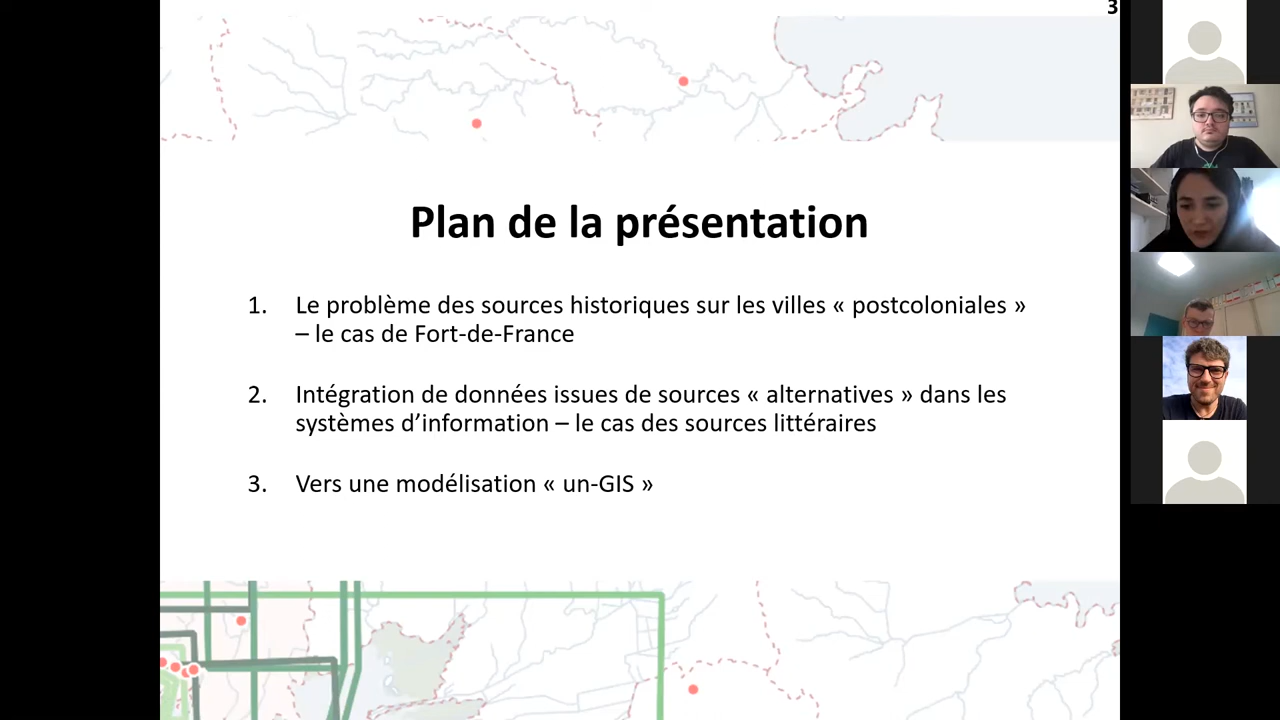 3
Plan de la présentation
1. Le problème des sources historiques sur les villes « postcoloniales »
– le cas de Fort-de-France
2. Intégration de données issues de sources « alternatives » dans les
systèmes d’information – le cas des sources littéraires
3. Vers une modélisation « un-GIS »